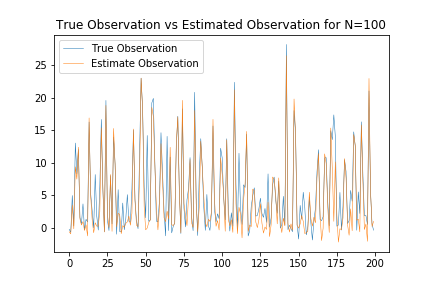 True Observation vs Estimated Observation for N=100
True Observation
Estimate Observation
25
20
15
10
5
0
0 25 50 75 100 125 150 175 200